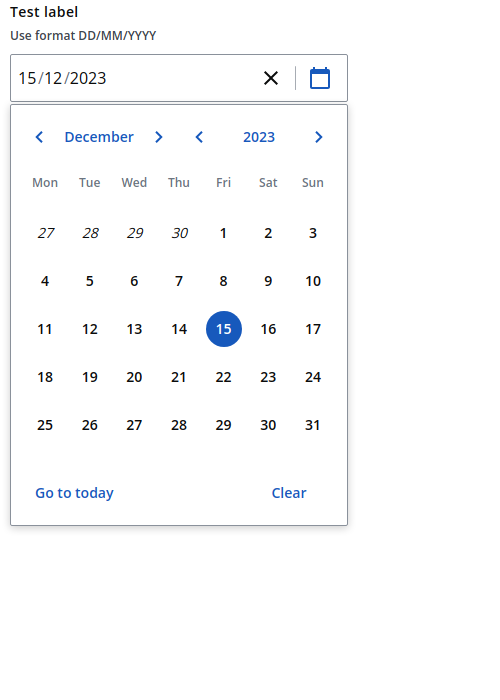 Test label
Use format DD/MM/YYYY
15/12/2023
December 2023
Mon Tue Wed Thu Fri Sat Sun
27 28 29 30 1 2 3
4 5 6 7 8 9 10
11 12 13 14 15 16 17
18 19 20 21 22 23 24
25 26 27 28 29 30 31
Go to today Clear